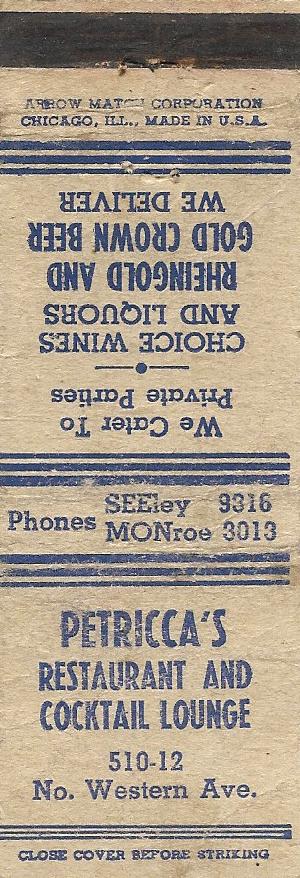 ARROW MATCH CORPORATION
CHICAGO, ILL., MADE IN U.S.A.
We Cater To
Private Parties
CHOICE WINES
AND LIQUORS
RHEINGOLD AND
GOLD CROWN BEER
WE DELIVER
Phones SEEley 9316
MONroe 3013
PETRICCA'S
RESTAURANT AND
COCKTAIL LOUNGE
510-12
No. Western Ave.
CLOSE COVER BEFORE STRIKING